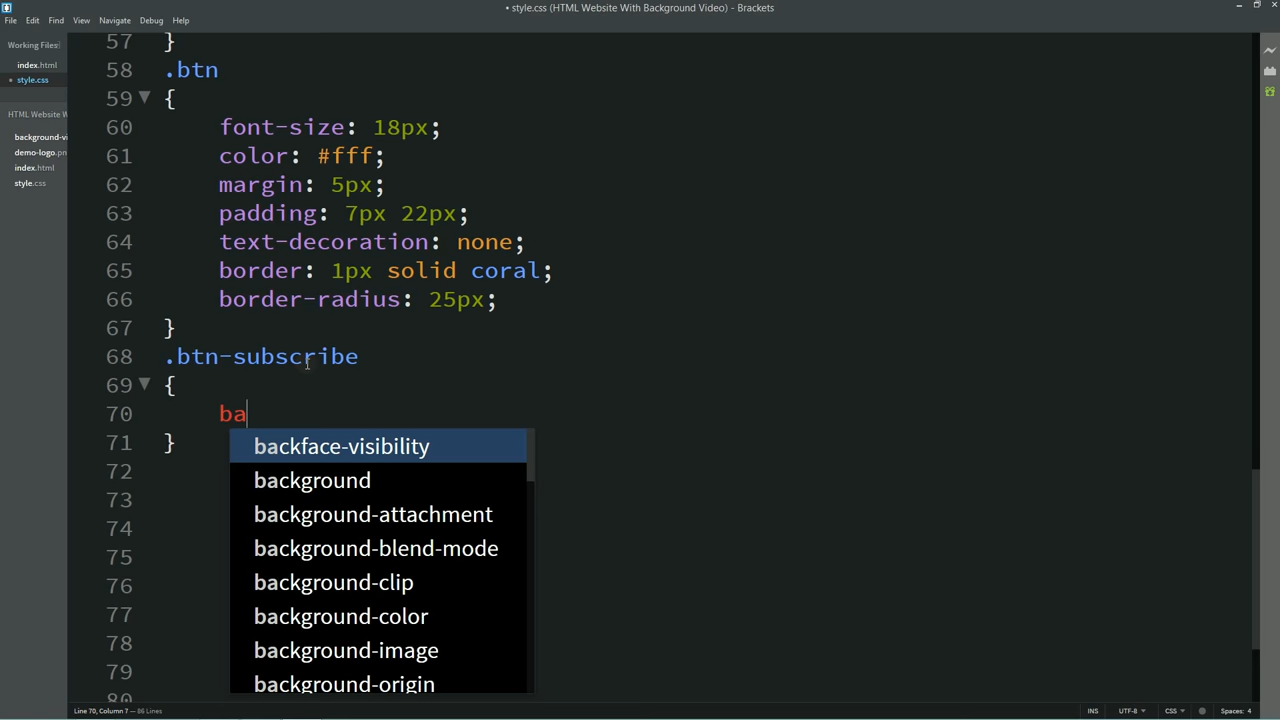 • style.css (HTML Website With Background Video) - Brackets
File Edit Find View Navigate Debug Help
Working Files
index.html
• style.css
HTML Website W
background-vi
demo-logo.pn
index.html
style.css
57 }
58 .btn
59 {
60 font-size: 18px;
61 color: #fff;
62 margin: 5px;
63 padding: 7px 22px;
64 text-decoration: none;
65 border: 1px solid coral;
66 border-radius: 25px;
67 }
68 .btn-subscribe
69 {
70 ba
71 }
72
73
74
75
76
77
78
79
80
backface-visibility
background
background-attachment
background-blend-mode
background-clip
background-color
background-image
background-origin
Line 70, Column 7 — 86 Lines
INS UTF-8 CSS Spaces: 4